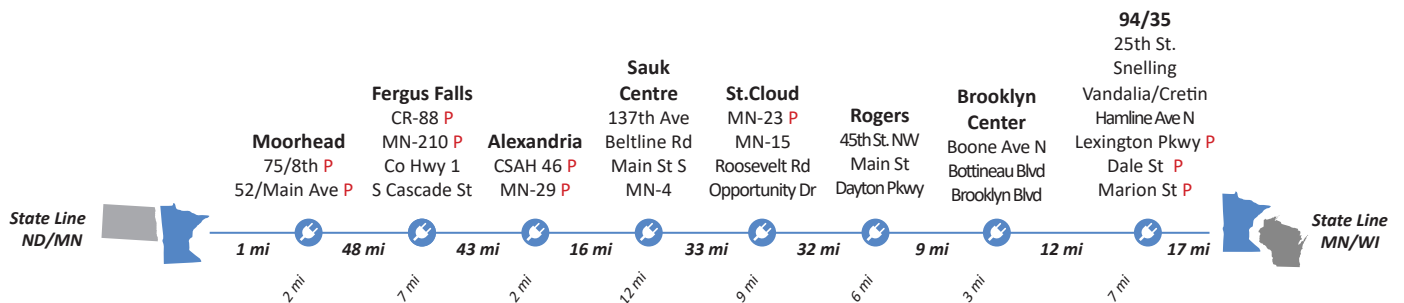 State Line
ND/MN
Moorhead
75/8th P
52/Main Ave P
Fergus Falls
CR-88 P
MN-210 P
Co Hwy 1
S Cascade St
Alexandria
CSAH 46 P
MN-29 P
Sauk
Centre
137th Ave
Beltline Rd
Main St S
MN-4
St.Cloud
MN-23 P
MN-15
Roosevelt Rd
Opportunity Dr
Rogers
45th St. NW
Main St
Dayton Pkwy
Brooklyn
Center
Boone Ave N
Bottineau Blvd
Brooklyn Blvd
94/35
25th St.
Snelling
Vandalia/Cretin
Hamline Ave N
Lexington Pkwy P
Dale St P
Marion St P
State Line
MN/WI
1 mi
48 mi
43 mi
16 mi
33 mi
32 mi
9 mi
12 mi
17 mi
2 mi
7 mi
2 mi
12 mi
9 mi
6 mi
3 mi
7 mi